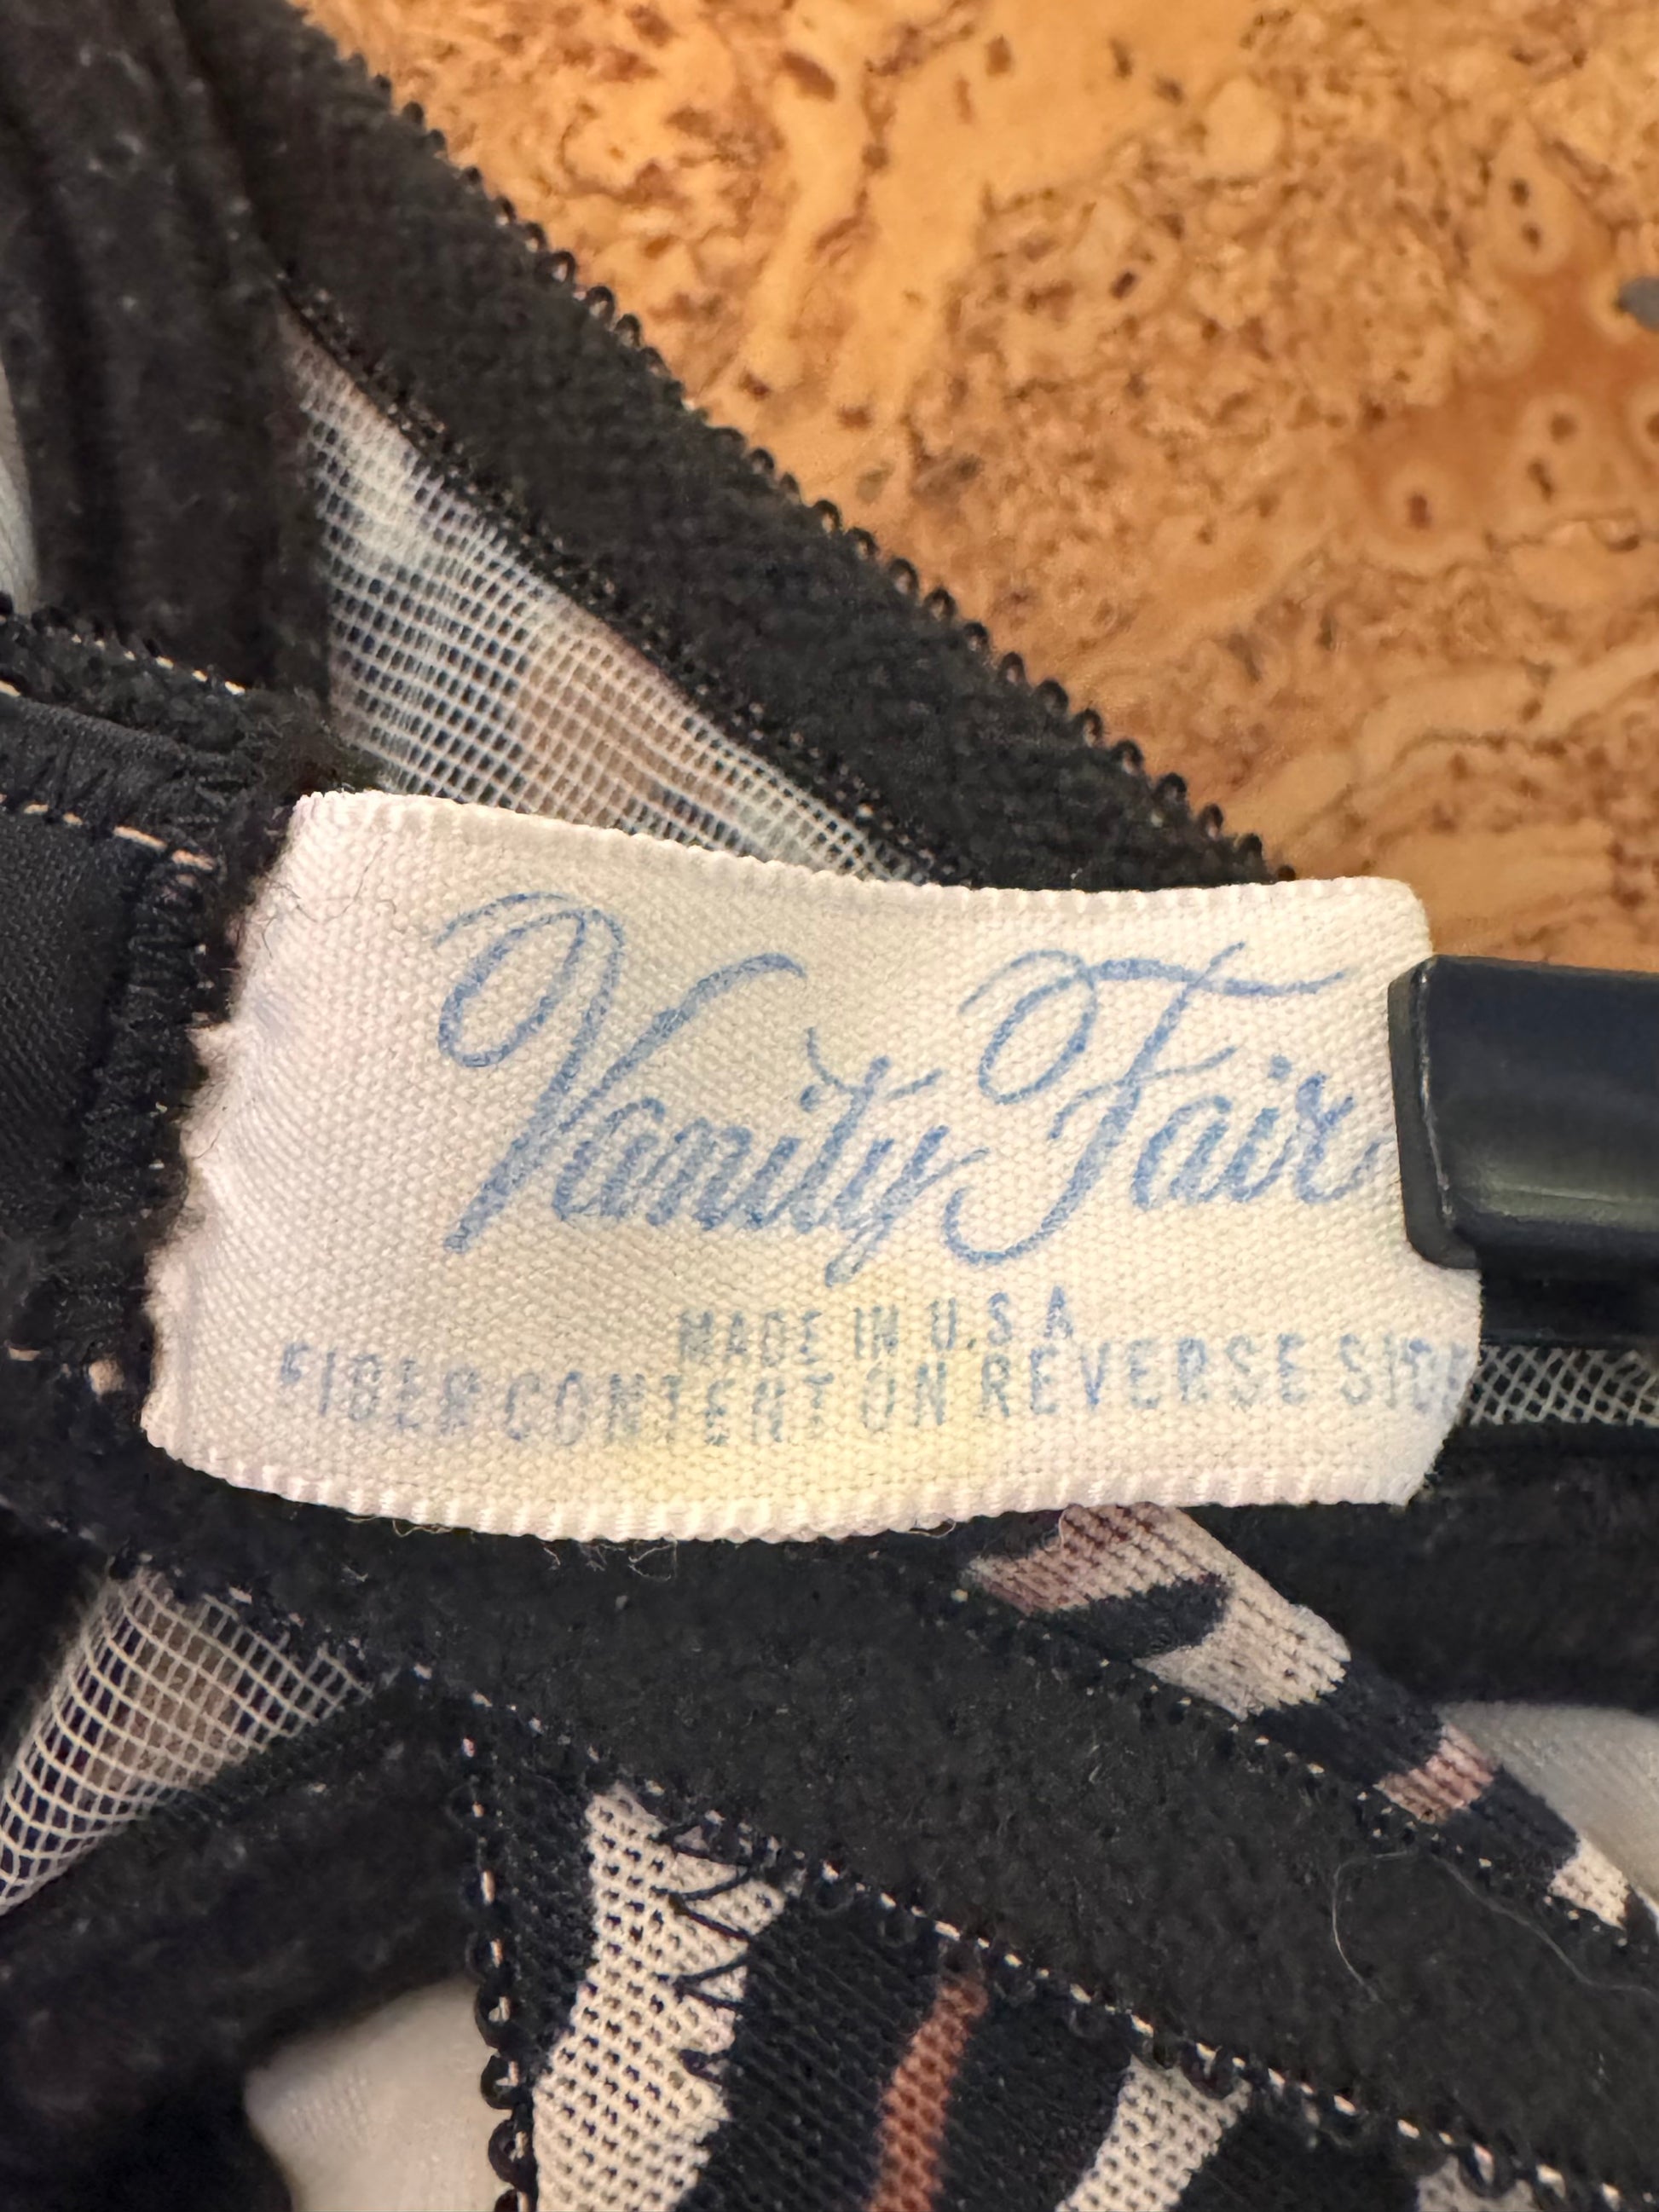 Vanity Fair
MADE IN U.S.A
FIBER CONTENT ON REVERSE SIDE